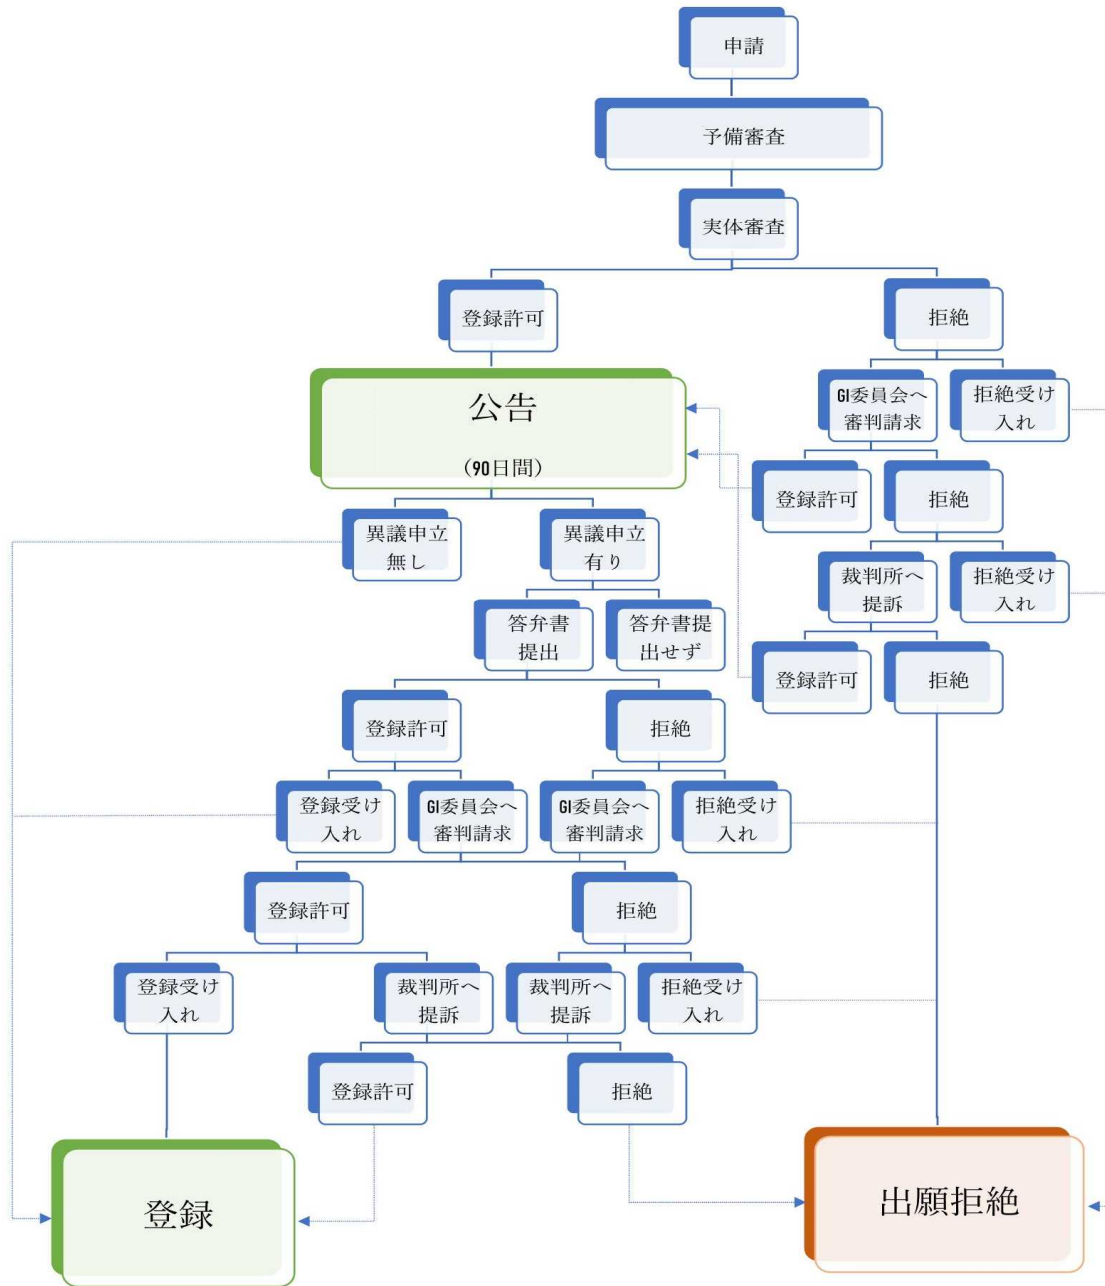 申請
予備審査
実体審査
登録許可
拒絶
公告
（90日間）
GI委員会へ
審判請求
拒絶受け
入れ
登録許可
拒絶
異議申立
無し
異議申立
有り
裁判所へ
提訴
拒絶受け
入れ
答弁書
提出
答弁書提
出せず
登録許可
拒絶
登録許可
拒絶
登録受け
入れ
GI委員会へ
審判請求
GI委員会へ
審判請求
拒絶受け
入れ
登録許可
拒絶
登録受け
入れ
裁判所へ
提訴
裁判所へ
提訴
拒絶受け
入れ
登録許可
拒絶
登録
出願拒絶